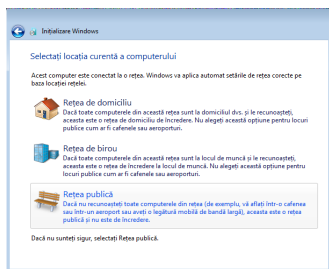 Inițializare Windows
Selectați locația curentă a computerului
Acest computer este conectat la o rețea. Windows va aplica automat setările de rețea corecte pe
baza locației rețelei.
Rețea de domiciliu
Dacă toate computerele din această rețea sunt la domiciliul dvs. și le recunoașteți,
aceasta este o rețea de domiciliu de încredere. Nu alegeți această opțiune pentru locuri
publice cum ar fi cafenele sau aeroporturi.
Rețea de birou
Dacă toate computerele din această rețea sunt la locul de muncă și le recunoașteți,
aceasta este o rețea de încredere la locul de muncă. Nu alegeți această opțiune pentru
locuri publice cum ar fi cafenele sau aeroporturi.
Rețea publică
Dacă nu recunoașteți toate computerele din rețea (de exemplu, vă aflați într-o cafenea
sau într-un aeroport sau aveți o legătură mobilă de bandă largă), aceasta este o rețea
publică și nu este de încredere.
Dacă nu sunteți sigur, selectați Rețea publică.